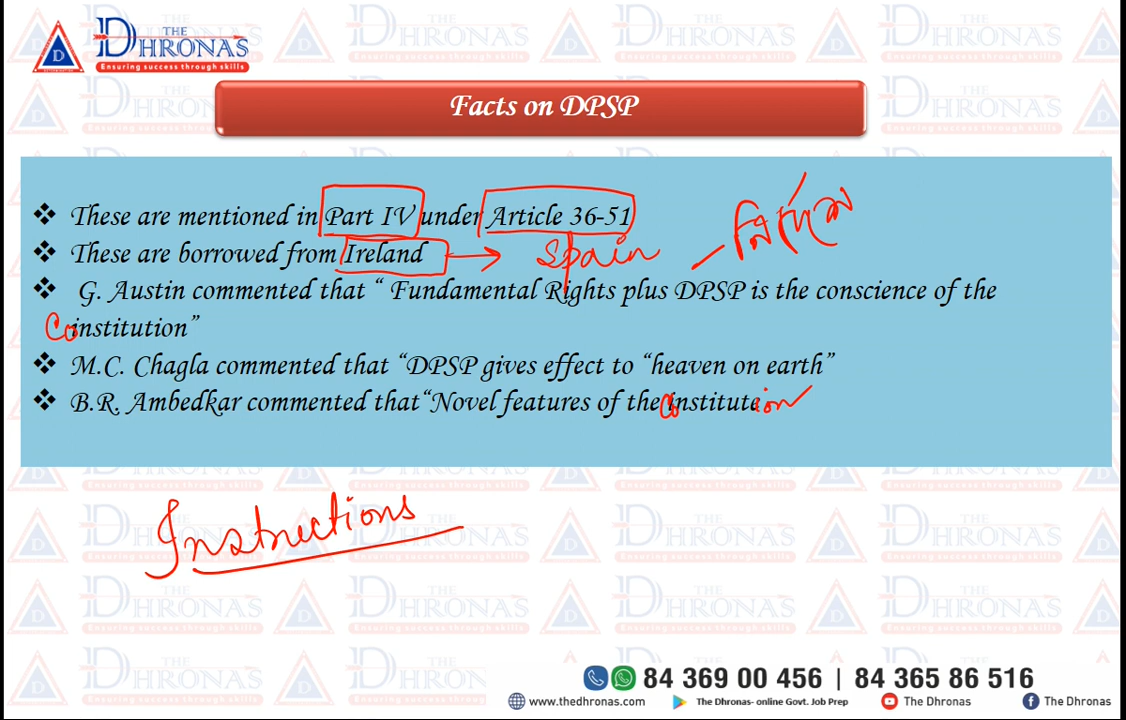 THE
DHRONAS
Ensuring success through skills
Facts on DPSP
❖ These are mentioned in Part IV under Article 36-51
❖ These are borrowed from Ireland → Spain
❖ G. Austin commented that “ Fundamental Rights plus DPSP is the conscience of the
Coinstitution”
❖ M.C. Chagla commented that “DPSP gives effect to “heaven on earth”
❖ B.R. Ambedkar commented that“Novel features of the Coinstituteion
Instructions
84 369 00 456 | 84 365 86 516
www.thedhronas.com The Dhronas- online Govt. Job Prep The Dhronas The Dhronas